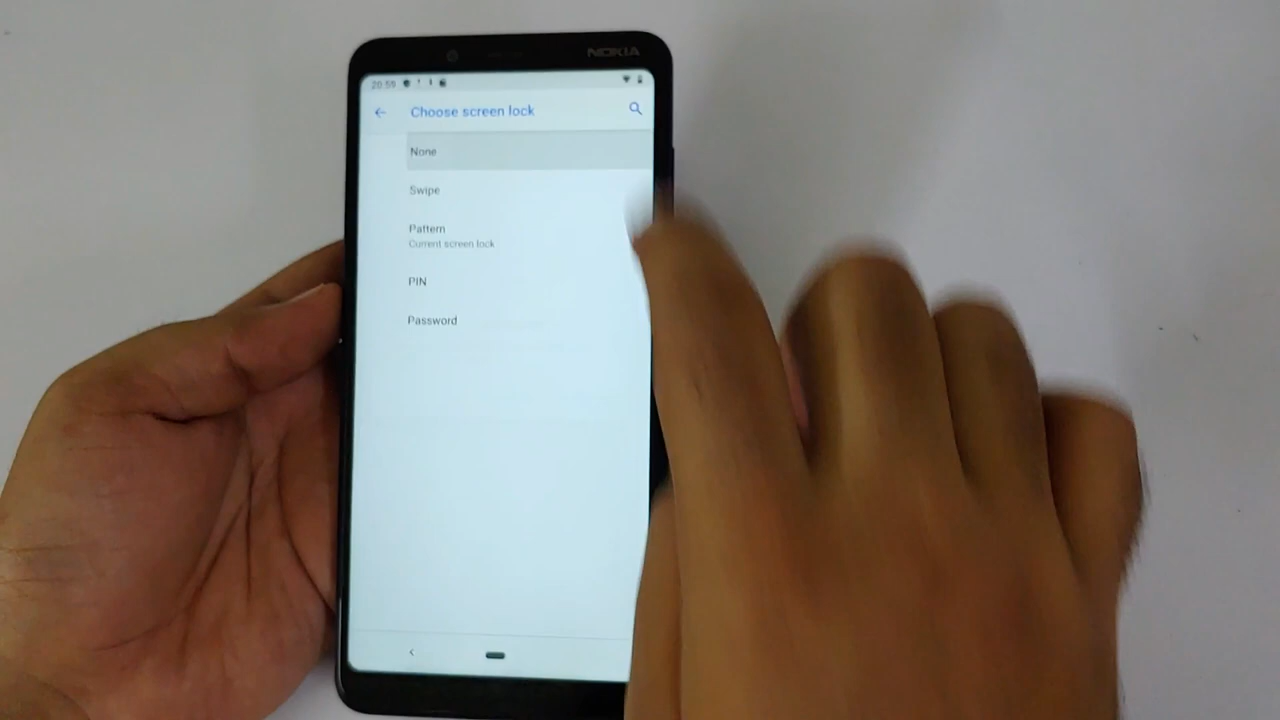 NOKIA
20:59
Choose screen lock
None
Swipe
Pattern
Current screen lock
PIN
Password